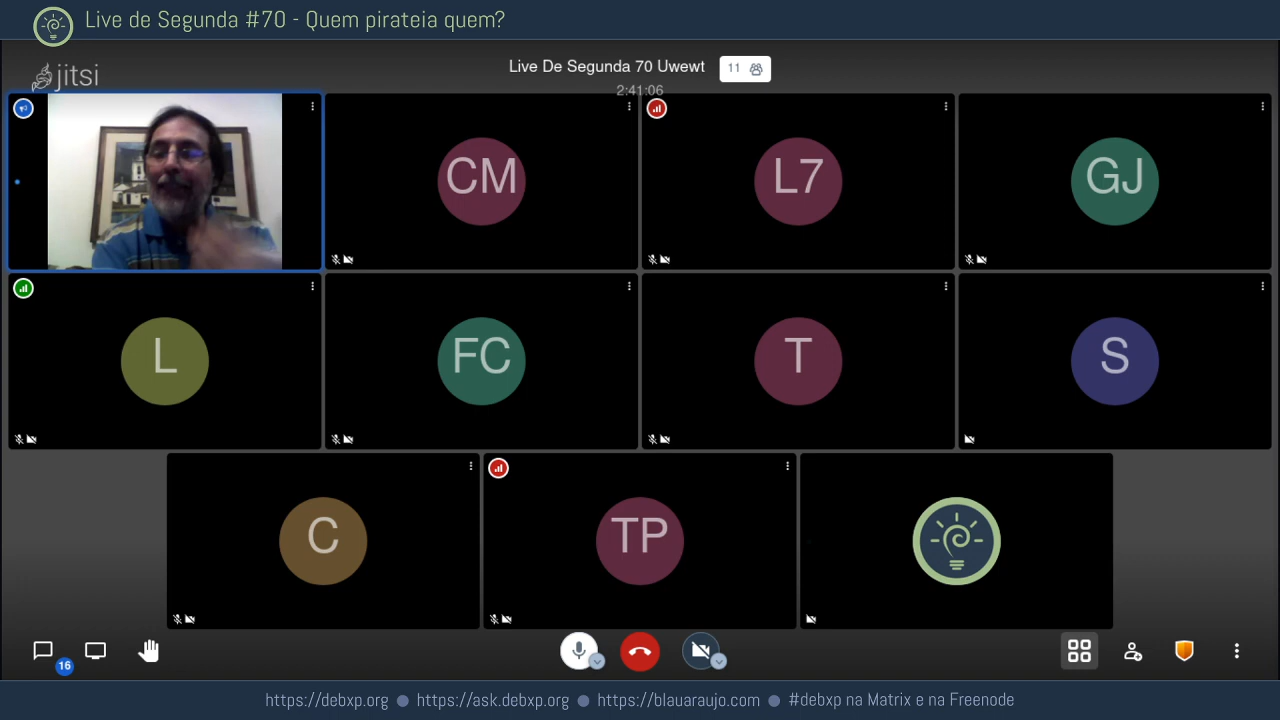 Live de Segunda #70 - Quem pirateia quem?
jitsi
Live De Segunda 70 Uwewt
11
2:41:06
CM
L7
GJ
L
FC
T
S
C
TP
16
https://debxp.org ● https://ask.debxp.org ● https://blauaraujo.com ● #debxp na Matrix e na Freenode